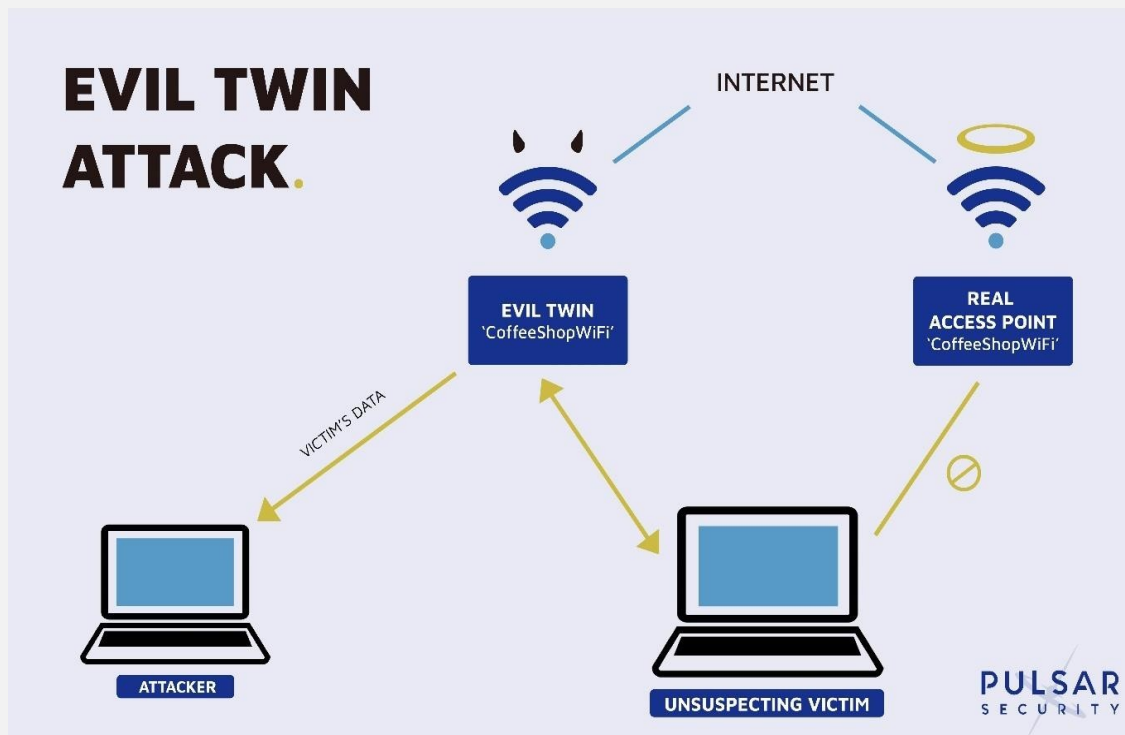 EVIL TWIN
ATTACK.
INTERNET
EVIL TWIN
'CoffeeShopWiFi'
REAL
ACCESS POINT
'CoffeeShopWiFi'
VICTIM'S DATA
ATTACKER
UNSUSPECTING VICTIM
PULSAR
SECURITY